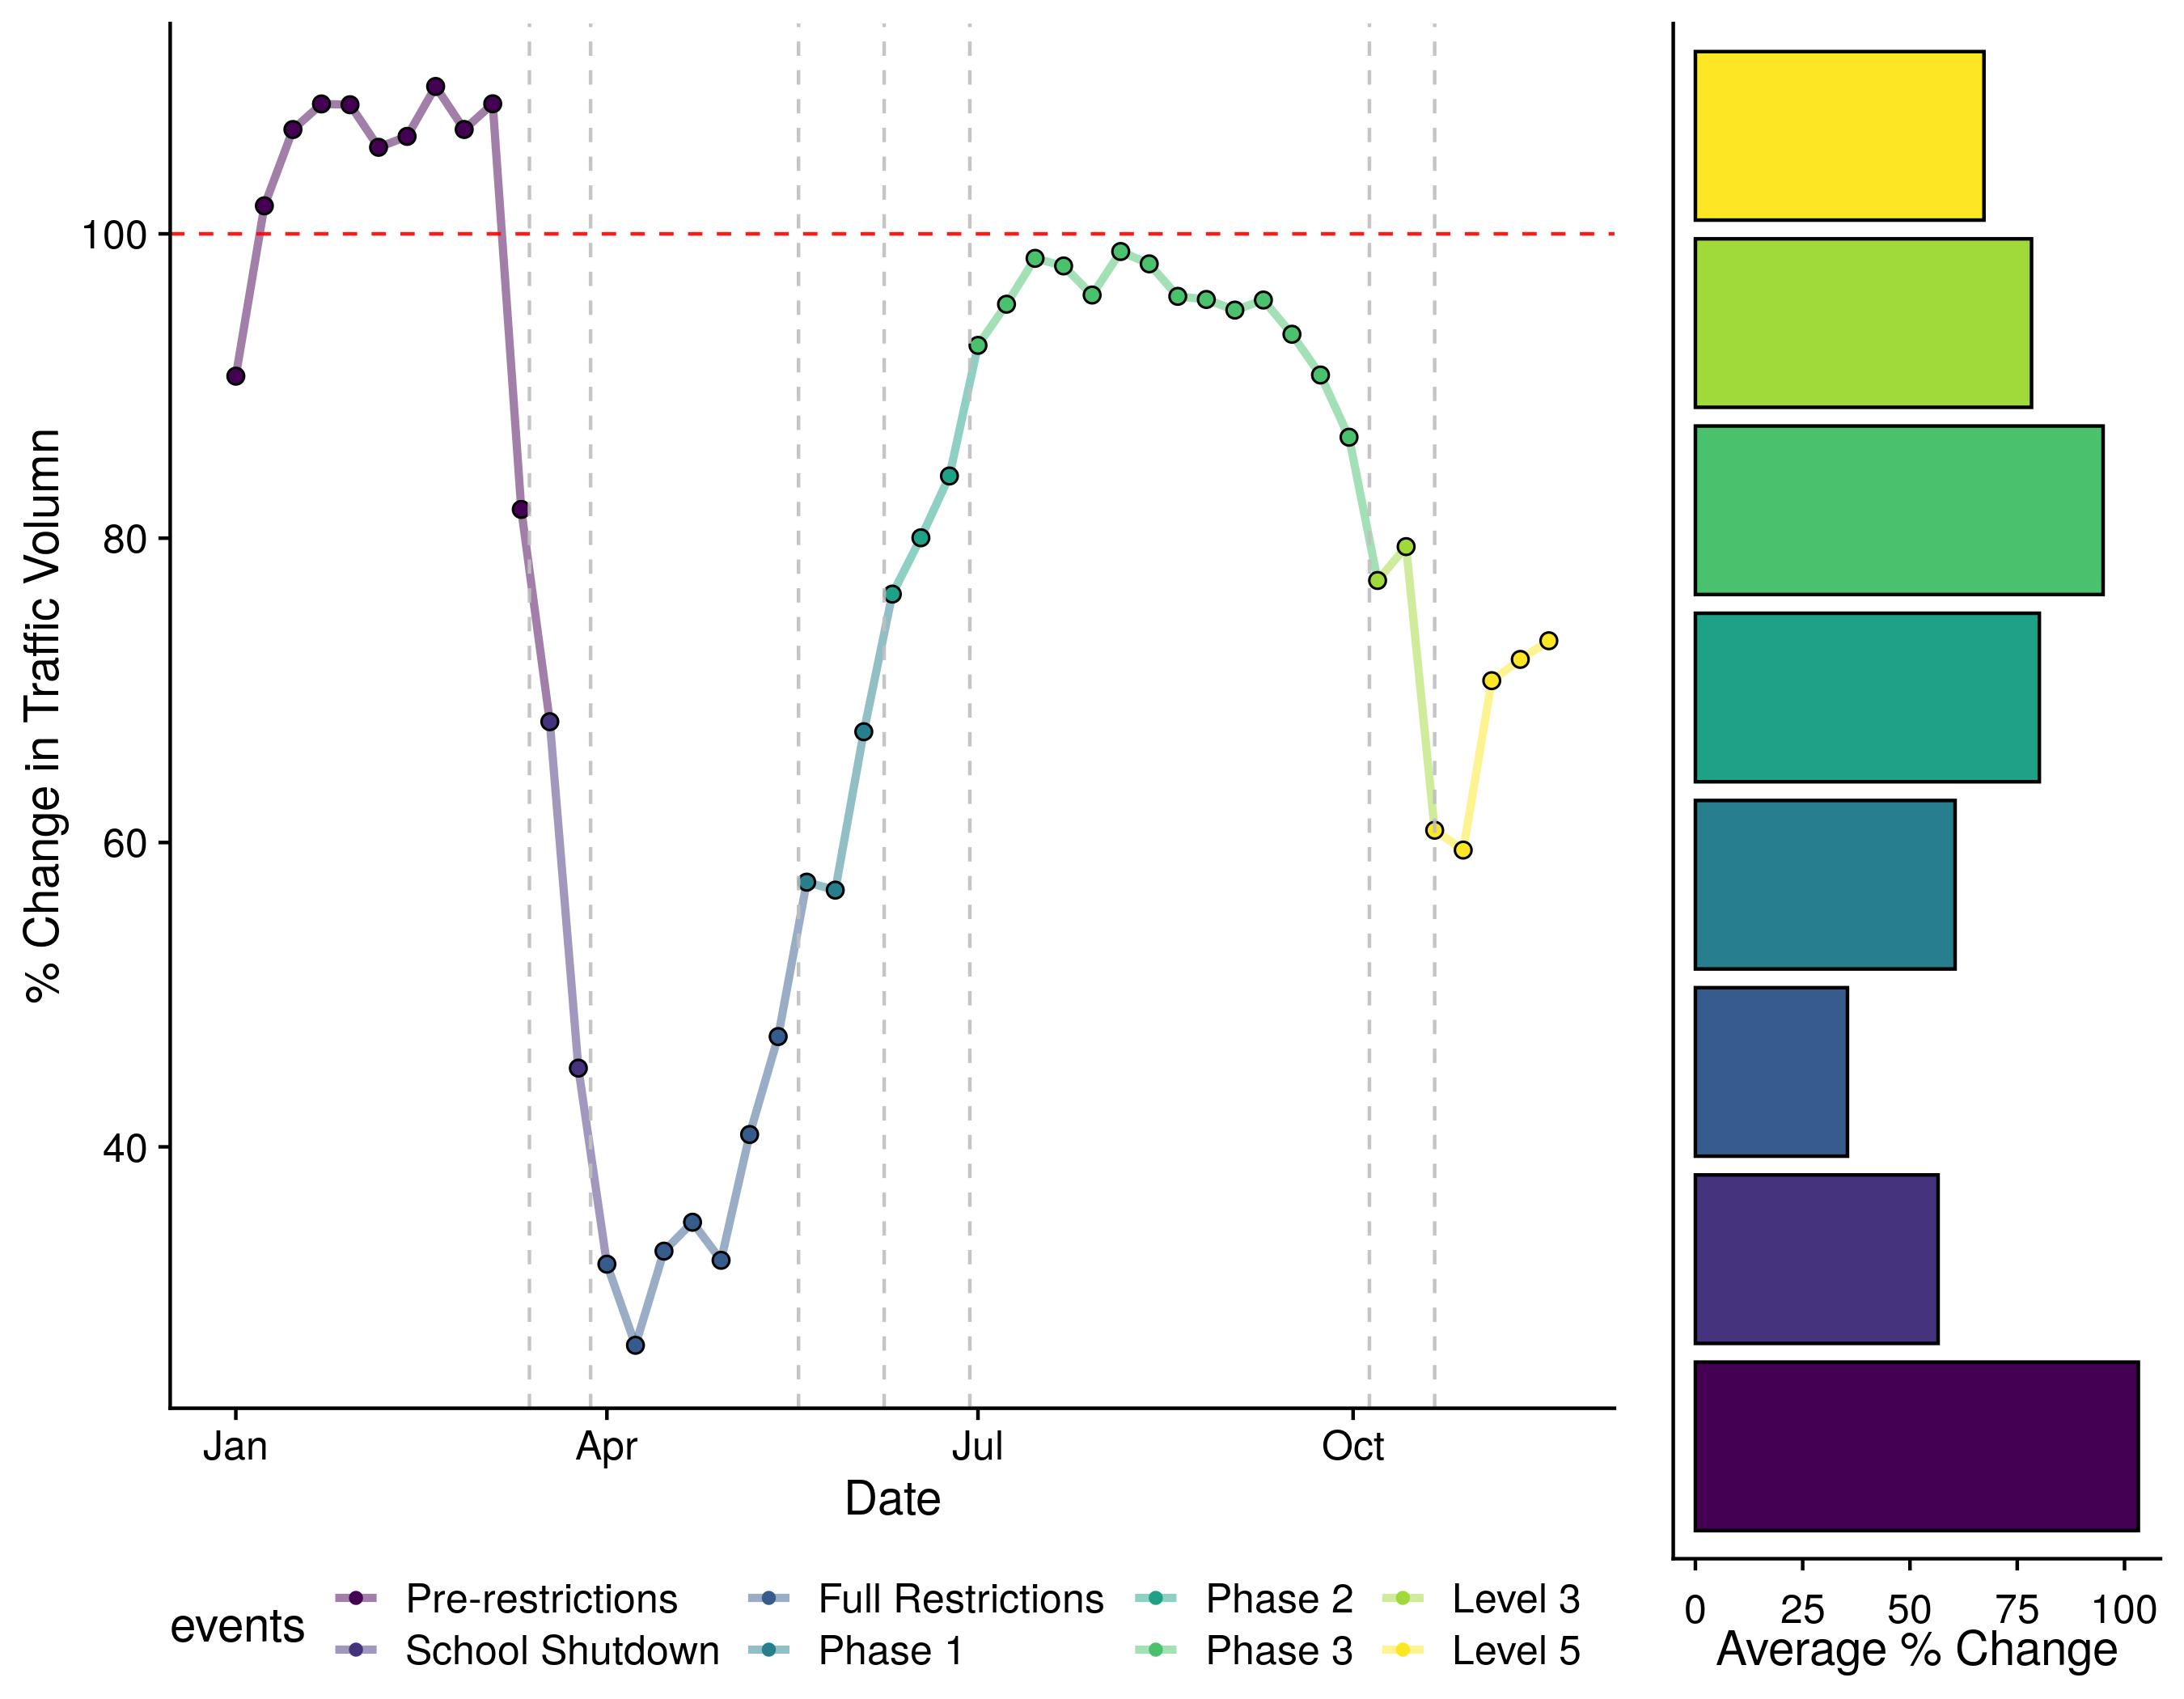 % Change in Traffic Volumn
100
80
60
40
Jan Apr Jul Oct
Date
0 25 50 75 100
Average % Change
events
Pre-restrictions Full Restrictions Phase 2 Level 3
School Shutdown Phase 1 Phase 3 Level 5